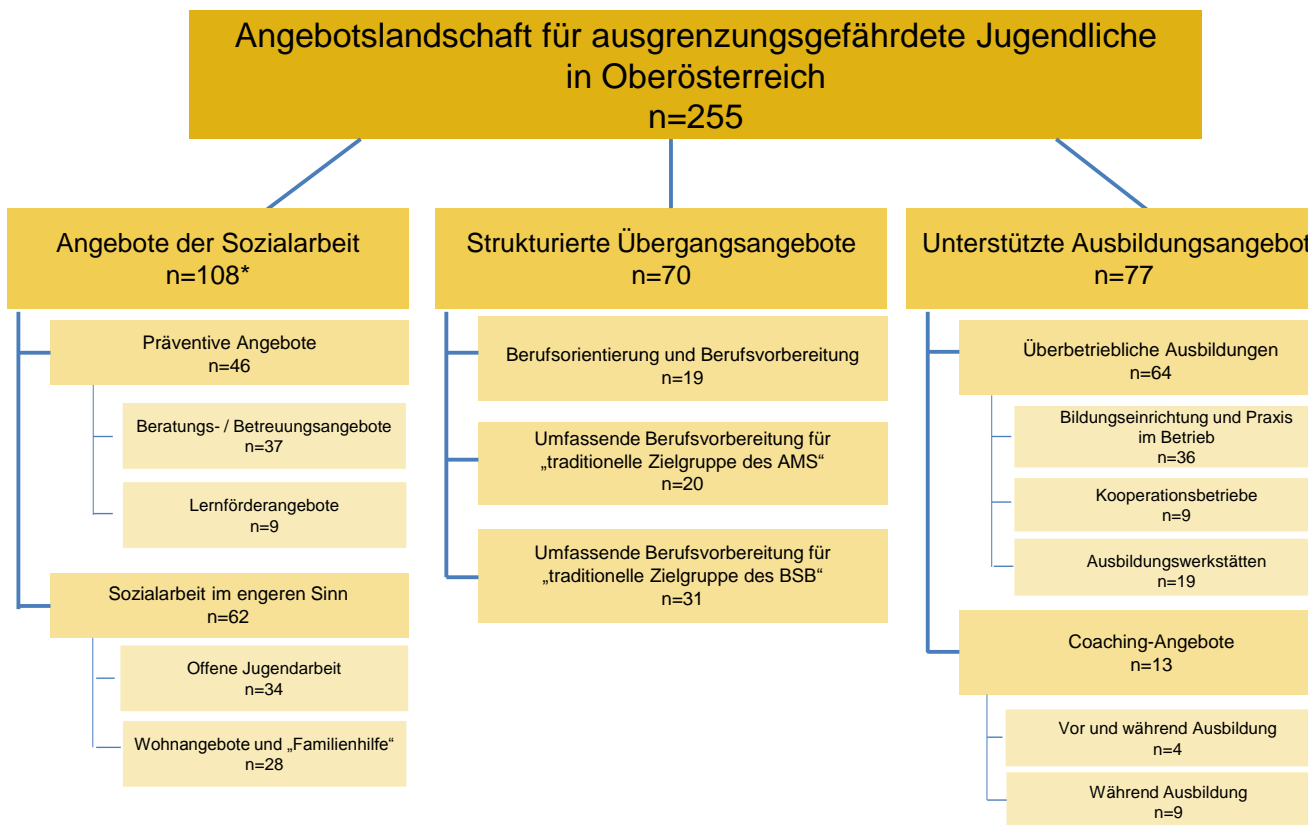 Angebotslandschaft für ausgrenzungsgefährdete Jugendliche
in Oberösterreich
n=255
Angebote der Sozialarbeit
n=108*
Präventive Angebote
n=46
Beratungs- / Betreuungsangebote
n=37
Lernförderangebote
n=9
Sozialarbeit im engeren Sinn
n=62
Offene Jugendarbeit
n=34
Wohnangebote und „Familienhilfe“
n=28
Strukturierte Übergangsangebote
n=70
Berufsorientierung und Berufsvorbereitung
n=19
Umfassende Berufsvorbereitung für
„traditionelle Zielgruppe des AMS“
n=20
Umfassende Berufsvorbereitung für
„traditionelle Zielgruppe des BSB“
n=31
Unterstützte Ausbildungsangebot
n=77
Überbetriebliche Ausbildungen
n=64
Bildungseinrichtung und Praxis
im Betrieb
n=36
Kooperationsbetriebe
n=9
Ausbildungswerkstätten
n=19
Coaching-Angebote
n=13
Vor und während Ausbildung
n=4
Während Ausbildung
n=9